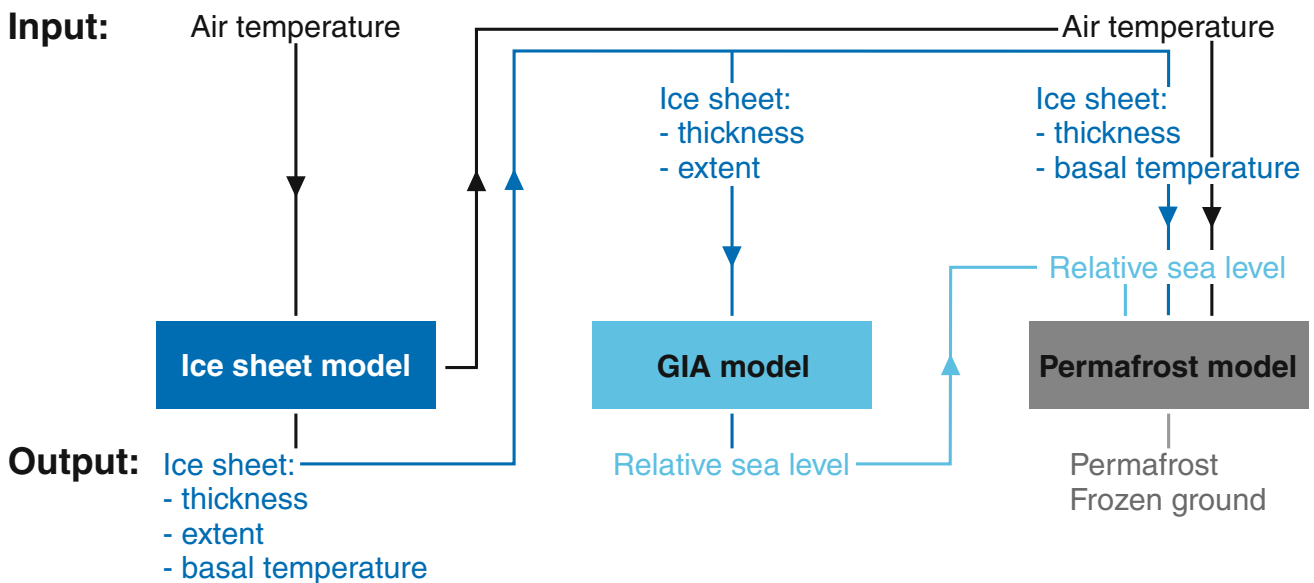 Input:
Air temperature
Air temperature
Ice sheet:
- thickness
- extent
Ice sheet:
- thickness
- basal temperature
Relative sea level
Ice sheet model
GIA model
Permafrost model
Output:
Ice sheet:
- thickness
- extent
- basal temperature
Relative sea level
Permafrost
Frozen ground